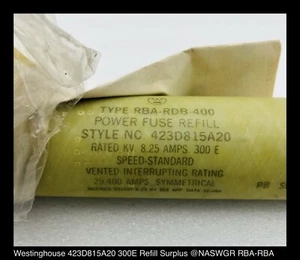 TYPE RBA-RDB-400
POWER FUSE REFILL
STYLE NO. 423D815A20
RATED KV. 8.25 AMPS. 300 E
SPEED-STANDARD
VENTED INTERRUPTING RATING
29,400 AMPS. SYMMETRICAL
Westinghouse 423D815A20 300E Refill Surplus @NASWGR RBA-RBA